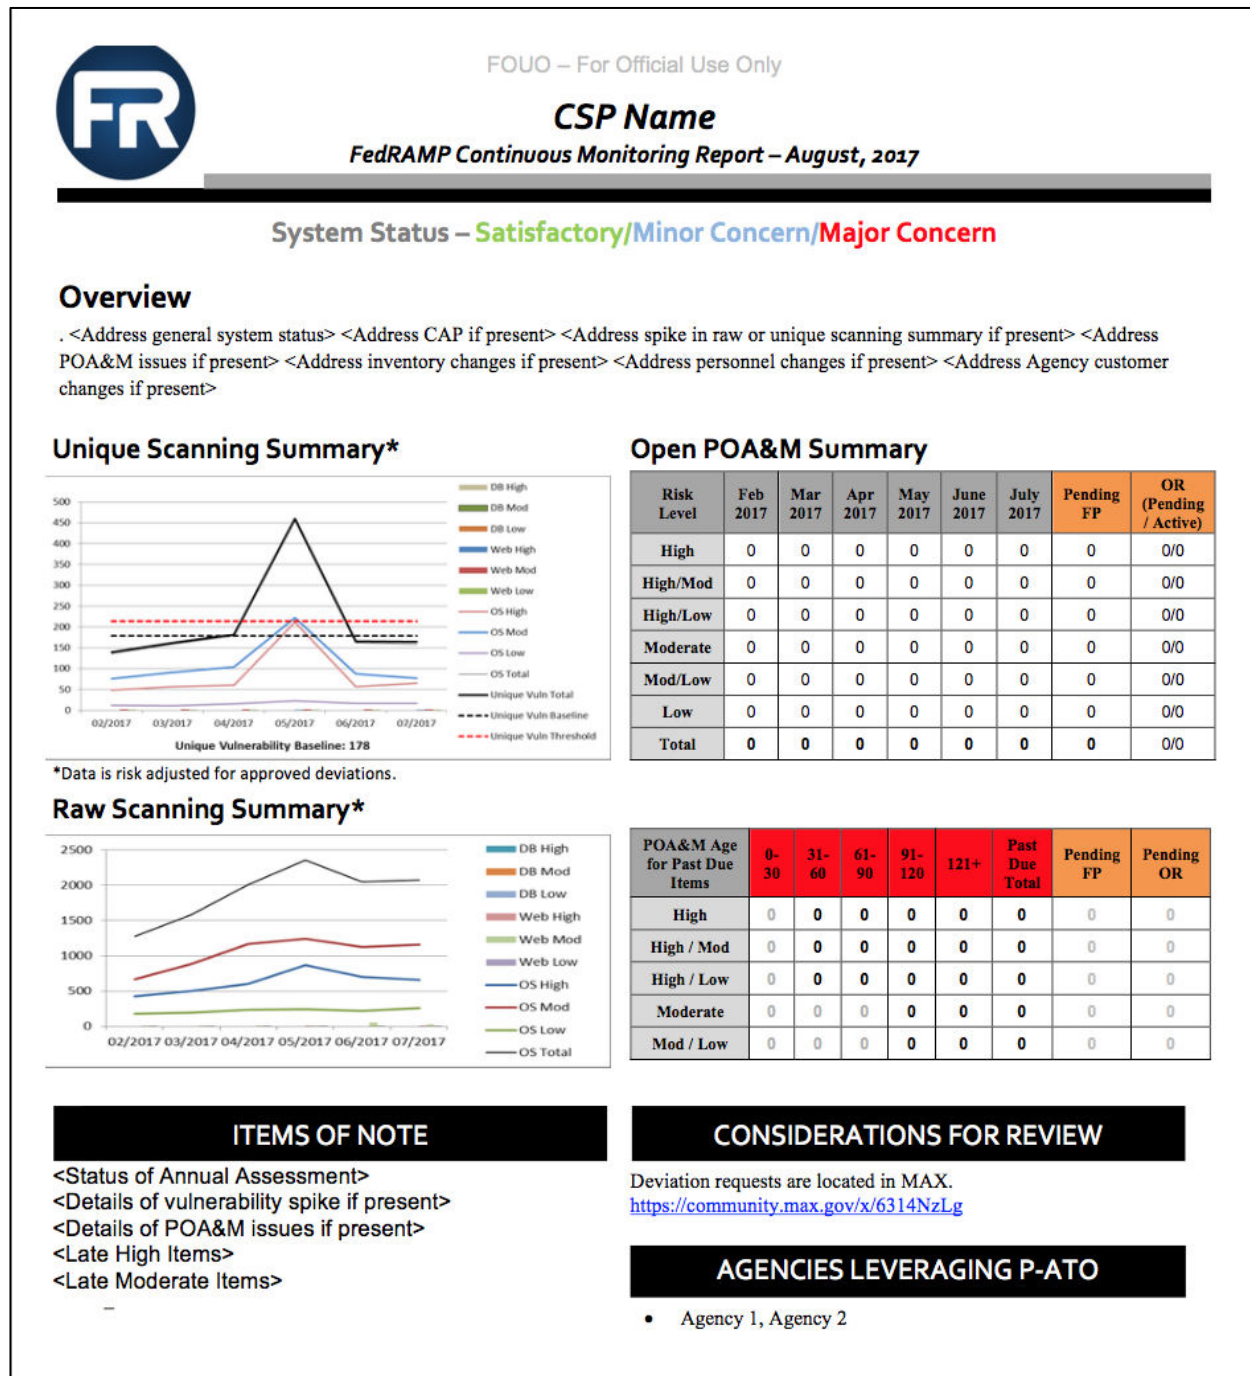 FR
FOUO – For Official Use Only
CSP Name
FedRAMP Continuous Monitoring Report – August, 2017
System Status – Satisfactory/Minor Concern/Major Concern
Overview
. <Address general system status> <Address CAP if present> <Address spike in raw or unique scanning summary if present> <Address
POA&M issues if present> <Address inventory changes if present> <Address personnel changes if present> <Address Agency customer
changes if present>
Unique Scanning Summary*
500
450
400
350
300
250
200
150
100
50
0
02/2017 03/2017 04/2017 05/2017 06/2017 07/2017
Unique Vulnerability Baseline: 178
DB High
DB Mod
DB Low
Web High
Web Mod
Web Low
OS High
OS Mod
OS Low
OS Total
Unique Vuln Total
Unique Vuln Baseline
Unique Vuln Threshold
*Data is risk adjusted for approved deviations.
Open POA&M Summary
Risk Level Feb 2017 Mar 2017 Apr 2017 May 2017 June 2017 July 2017 Pending FP OR (Pending / Active)
High 0 0 0 0 0 0 0 0/0
High/Mod 0 0 0 0 0 0 0 0/0
High/Low 0 0 0 0 0 0 0 0/0
Moderate 0 0 0 0 0 0 0 0/0
Mod/Low 0 0 0 0 0 0 0 0/0
Low 0 0 0 0 0 0 0 0/0
Total 0 0 0 0 0 0 0 0/0
Raw Scanning Summary*
2500
2000
1500
1000
500
0
02/2017 03/2017 04/2017 05/2017 06/2017 07/2017
DB High
DB Mod
DB Low
Web High
Web Mod
Web Low
OS High
OS Mod
OS Low
OS Total
POA&M Age for Past Due Items 0-30 31-60 61-90 91-120 121+ Past Due Total Pending FP Pending OR
High 0 0 0 0 0 0 0 0
High / Mod 0 0 0 0 0 0 0 0
High / Low 0 0 0 0 0 0 0 0
Moderate 0 0 0 0 0 0 0 0
Mod / Low 0 0 0 0 0 0 0 0
ITEMS OF NOTE
<Status of Annual Assessment>
<Details of vulnerability spike if present>
<Details of POA&M issues if present>
<Late High Items>
<Late Moderate Items>
–
CONSIDERATIONS FOR REVIEW
Deviation requests are located in MAX.
https://community.max.gov/x/6314NzLg
AGENCIES LEVERAGING P-ATO
• Agency 1, Agency 2